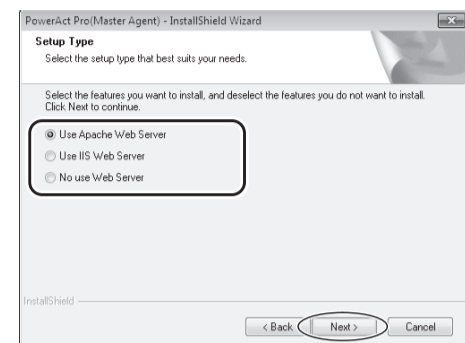 PowerAct Pro(Master Agent) - InstallShield Wizard
Setup Type
Select the setup type that best suits your needs.
Select the features you want to install, and deselect the features you do not want to install.
Click Next to continue.
Use Apache Web Server
Use IIS Web Server
No use Web Server
InstallShield
< Back
Next >
Cancel